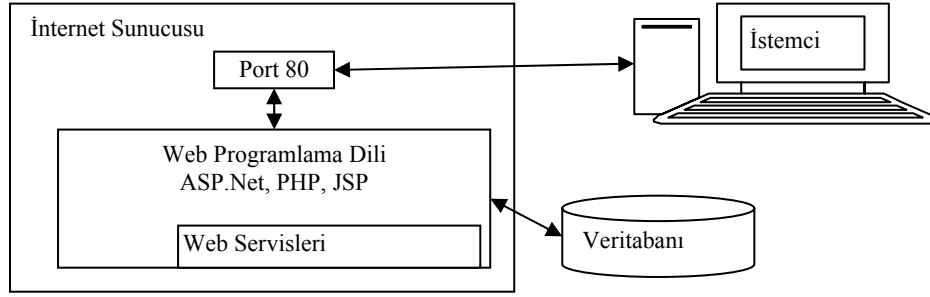 İnternet Sunucusu
Port 80
İstemci
Web Programlama Dili
ASP.Net, PHP, JSP
Web Servisleri
Veritabanı